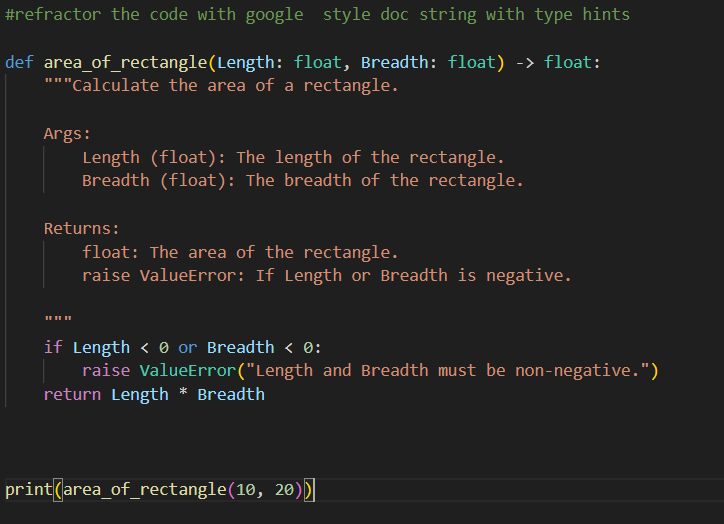 #refractor the code with google  style doc string with type hints
def area_of_rectangle(Length: float, Breadth: float) -> float:
"""Calculate the area of a rectangle.
Args:
Length (float): The length of the rectangle.
Breadth (float): The breadth of the rectangle.
Returns:
float: The area of the rectangle.
raise ValueError: If Length or Breadth is negative.
"""
if Length < 0 or Breadth < 0:
raise ValueError("Length and Breadth must be non-negative.")
return Length * Breadth
print(area_of_rectangle(10, 20))